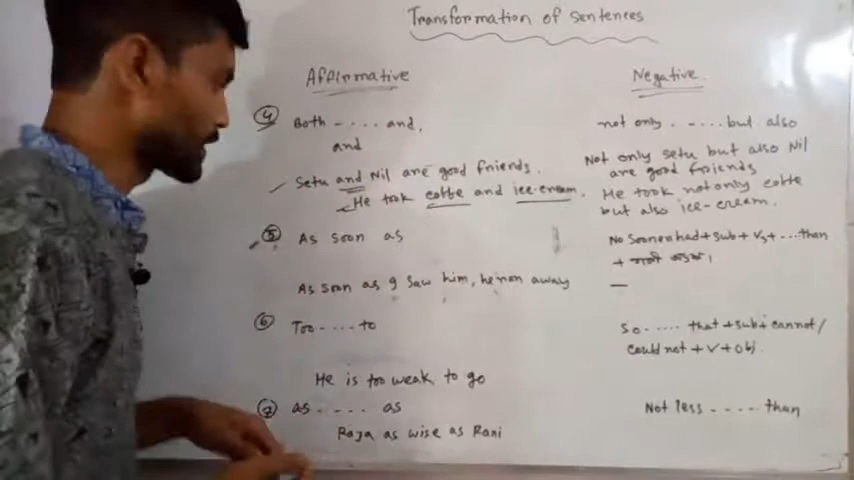 Transformation of Sentences
Affirmative
Negative
④ Both - . . . and,
and
not only . - . . . but also
Setu and Nil are good friends.
Not only setu but also Nil
are good friends
He took coffe and ice-cream.
He took not only coffe
but also ice-cream.
⑤ As soon as
No sooner had + sub + V₃ + . . . than
+
As soon as I saw him, he ran away
⑥ Too - . . . to
So . . . . . that + sub + cannot/
could not + V + obj.
He is too weak to go
⑦ as . . . . . as
Not less . . . . . than
Raja as wise as Rani